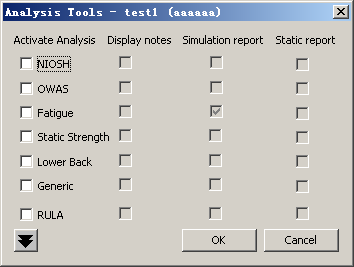 Analysis Tools - test1 (aaaaaa)
Activate Analysis Display notes Simulation report Static report
NIOSH
OWAS
Fatigue
Static Strength
Lower Back
Generic
RULA
OK Cancel